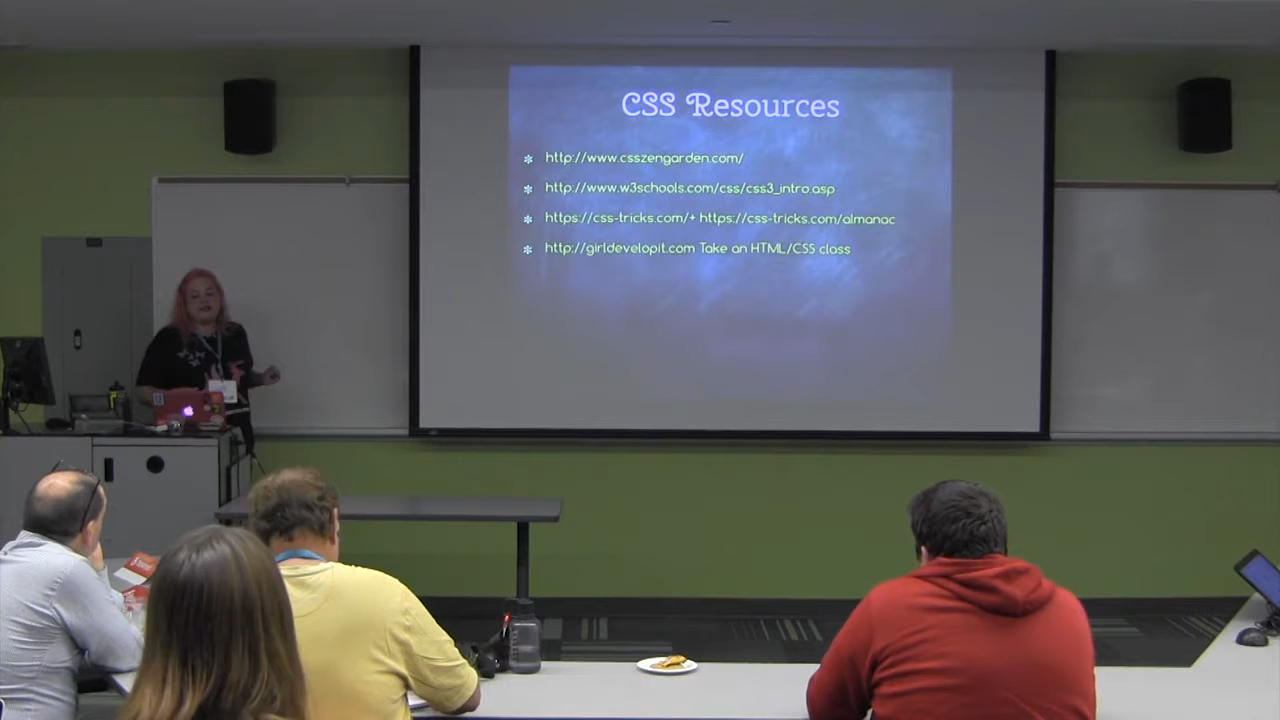 CSS Resources
http://www.csszengarden.com/
http://www.w3schools.com/css/css3_intro.asp
https://css-tricks.com/+ https://css-tricks.com/almanac
http://girldevelopit.com Take an HTML/CSS class